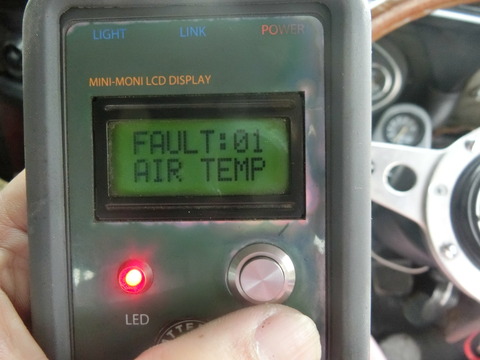 LIGHT LINK POWER
MINI-MONI LCD DISPLAY
FAULT:01
AIR TEMP
LED